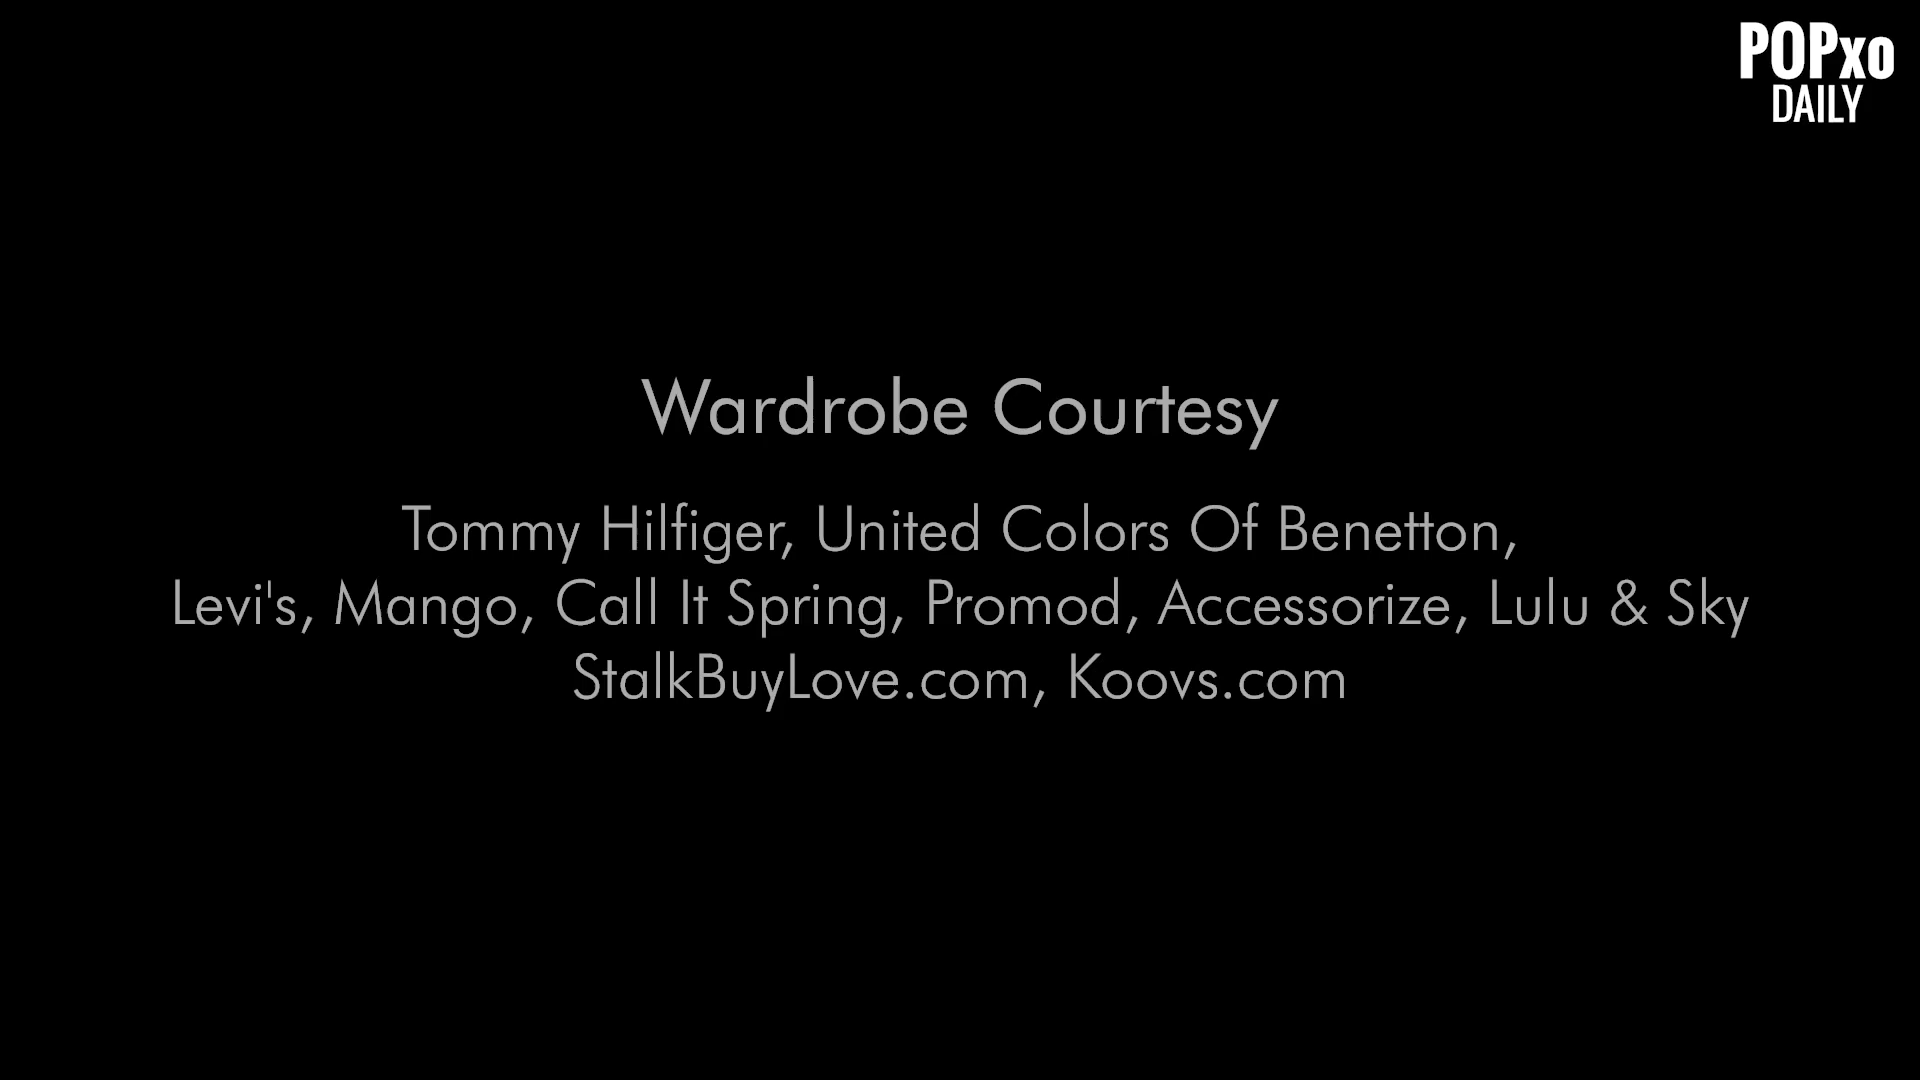 POPxo
DAILY
Wardrobe Courtesy
Tommy Hilfiger, United Colors Of Benetton,
Levi's, Mango, Call It Spring, Promod, Accessorize, Lulu & Sky
StalkBuyLove.com, Koovs.com